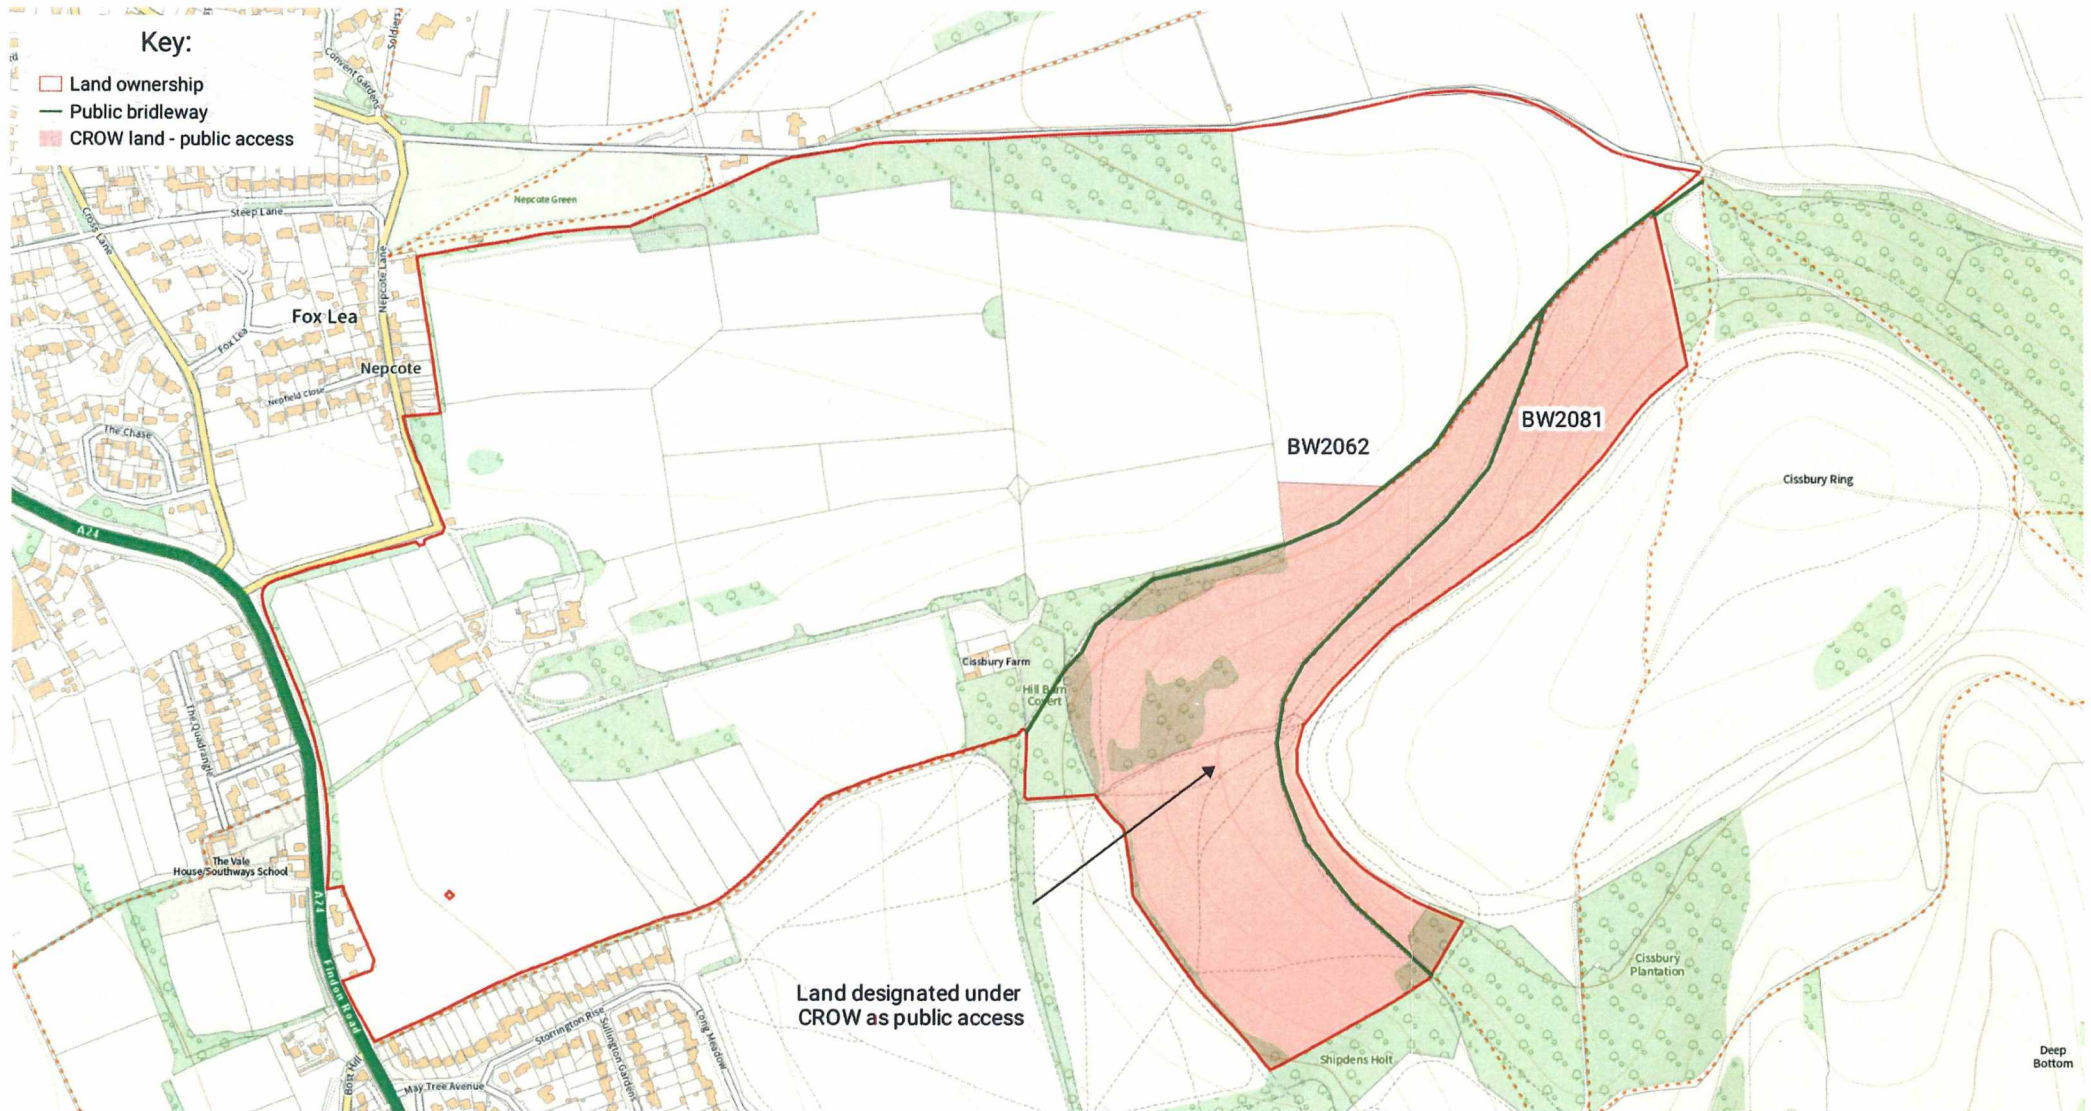 Key:
Land ownership
Public bridleway
CROW land - public access
Convent Gardens
Soldiers
Cross Lane
Steep Lane
Nepcote Lane
Nepcote Green
Fox Lea
Fox Lea
Nepcote
Nepfield Close
The Chase
A24
BW2062
BW2081
Cissbury Ring
Cissbury Farm
Hill Barn
Covert
The Quadrangle
The Vale
House/Southways School
A24
Findon Road
Land designated under
CROW as public access
Storrington Rise
Sullington Gardens
Long Meadow
May Tree Avenue
Bost Hill
Cissbury
Plantation
Shipdens Holt
Deep
Bottom